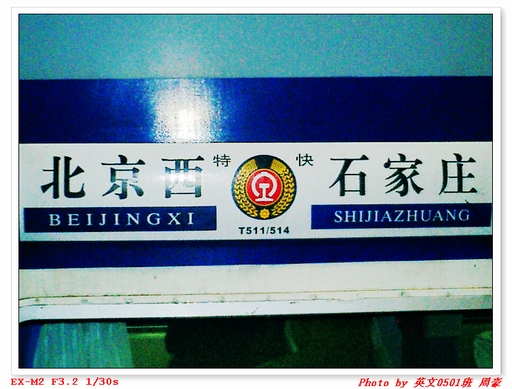 北京西 特 快 石家庄
BEIJINGXI SHIJIAZHUANG
T511/514
EX-M2 F3.2 1/30s Photo by 英文0501班 周豪